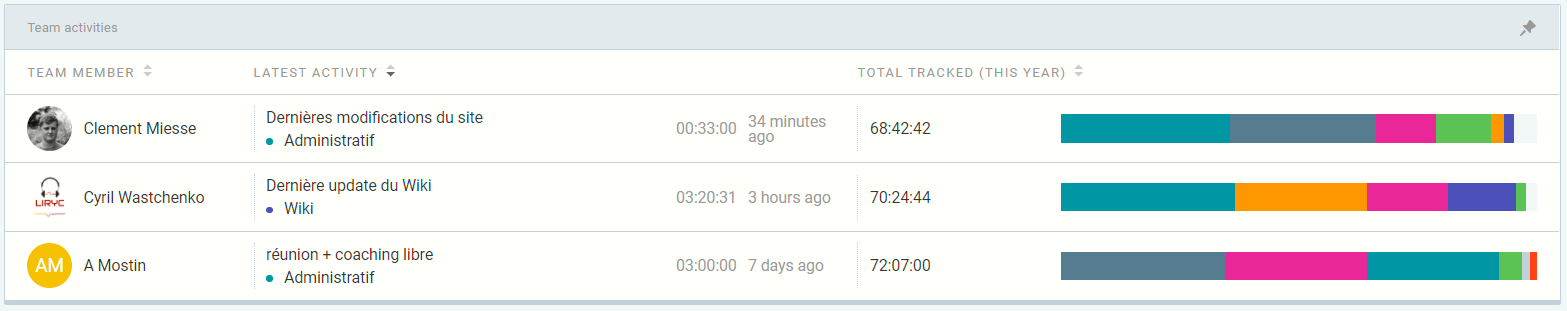 Team activities
TEAM MEMBER
LATEST ACTIVITY
TOTAL TRACKED (THIS YEAR)
Clement Miesse
Dernières modifications du site
Administratif
00:33:00
34 minutes
ago
68:42:42
LIRYC
Cyril Wastchenko
Dernière update du Wiki
Wiki
03:20:31
3 hours ago
70:24:44
AM
A Mostin
réunion + coaching libre
Administratif
03:00:00
7 days ago
72:07:00